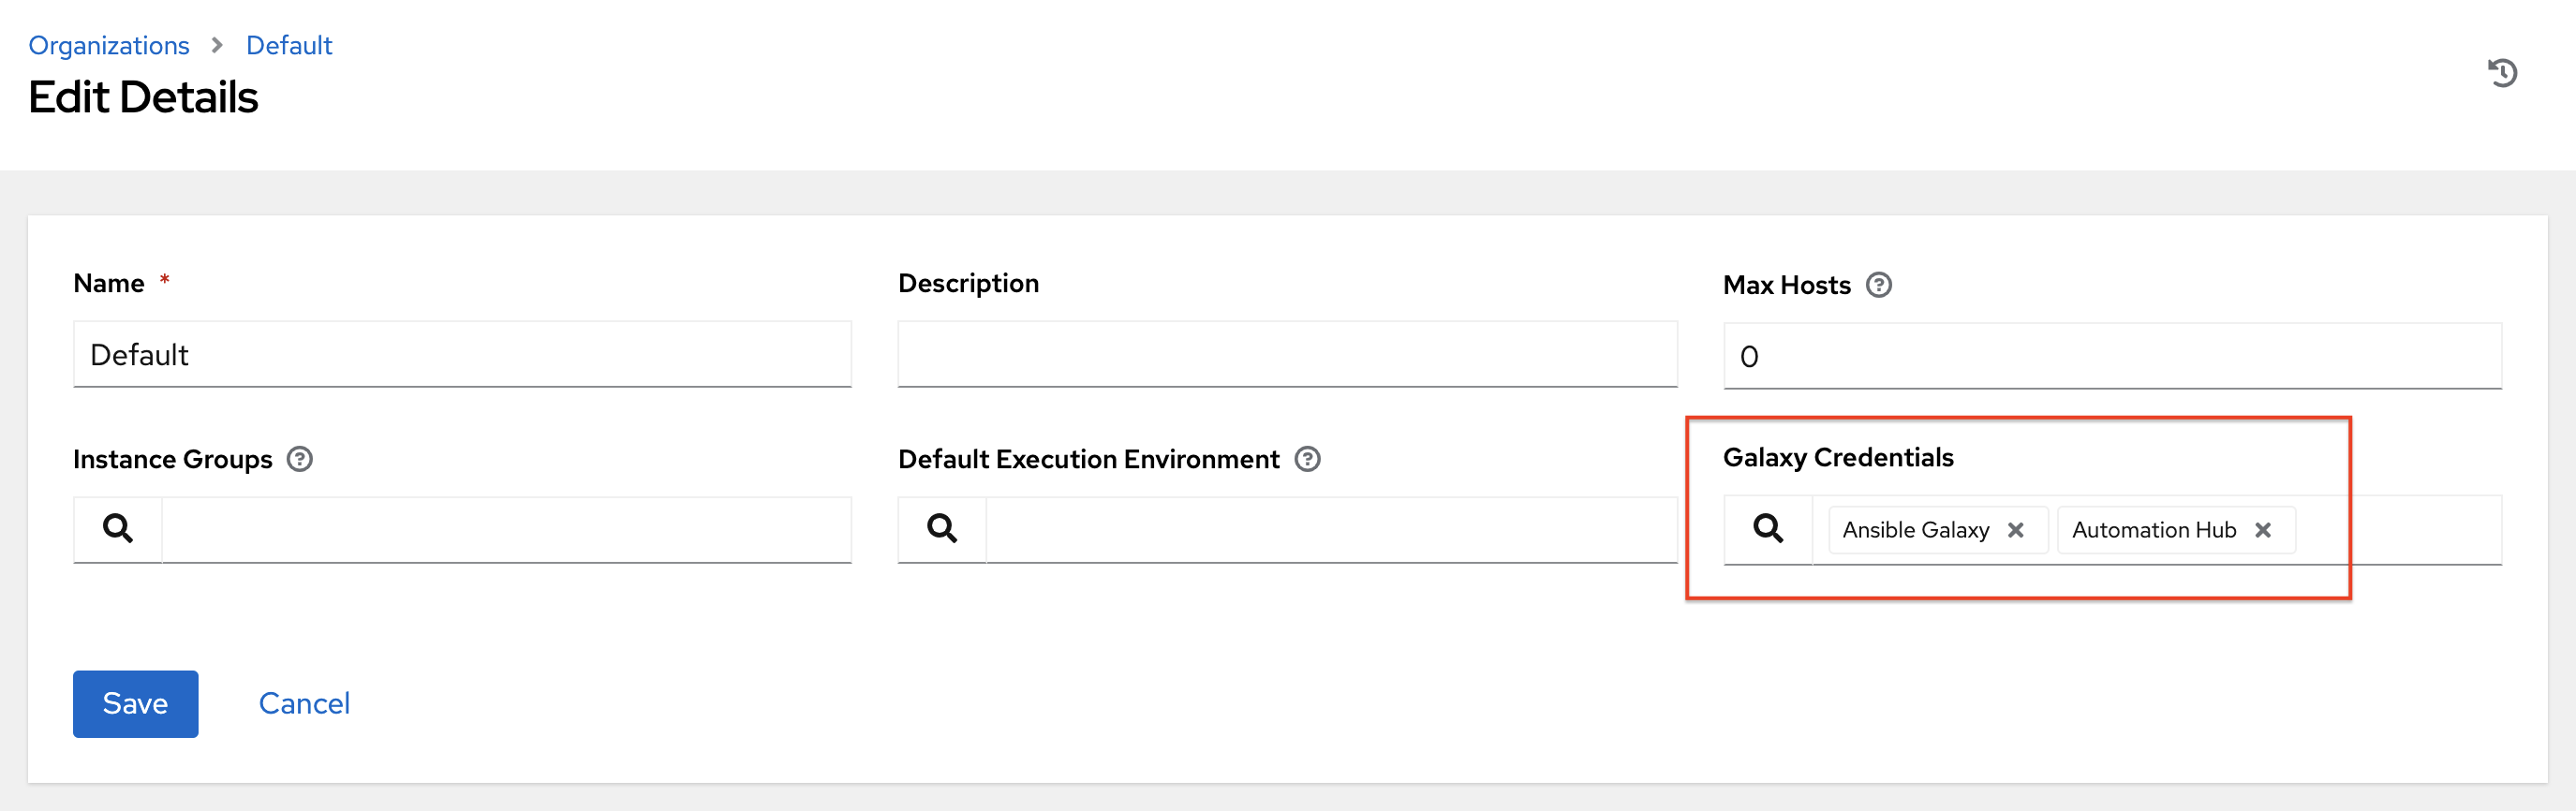 Organizations > Default
Edit Details
Name *
Description
Max Hosts
Default
0
Instance Groups
Default Execution Environment
Galaxy Credentials
Ansible Galaxy
Automation Hub
Save
Cancel